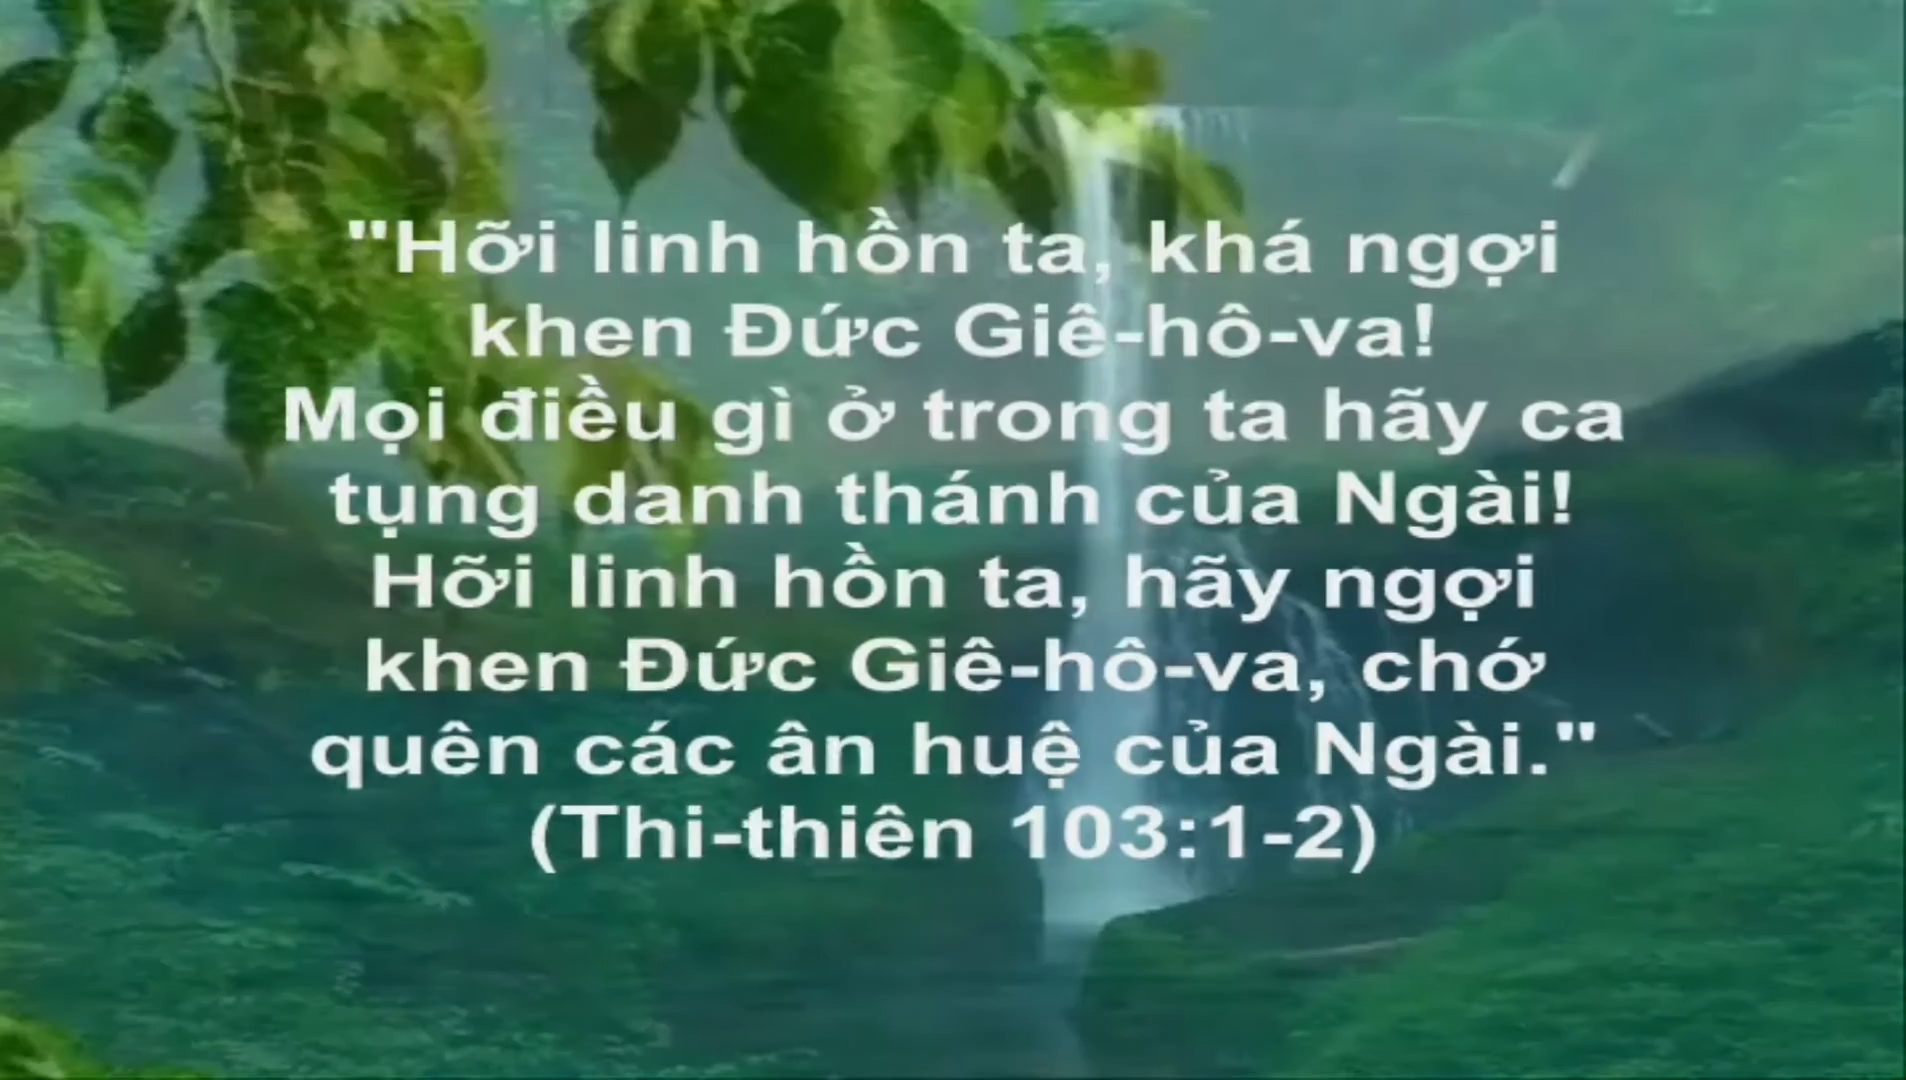 "Hỡi linh hồn ta, khá ngợi
khen Đức Giê-hô-va!
Mọi điều gì ở trong ta hãy ca
tụng danh thánh của Ngài!
Hỡi linh hồn ta, hãy ngợi
khen Đức Giê-hô-va, chớ
quên các ân huệ của Ngài."
(Thi-thiên 103:1-2)